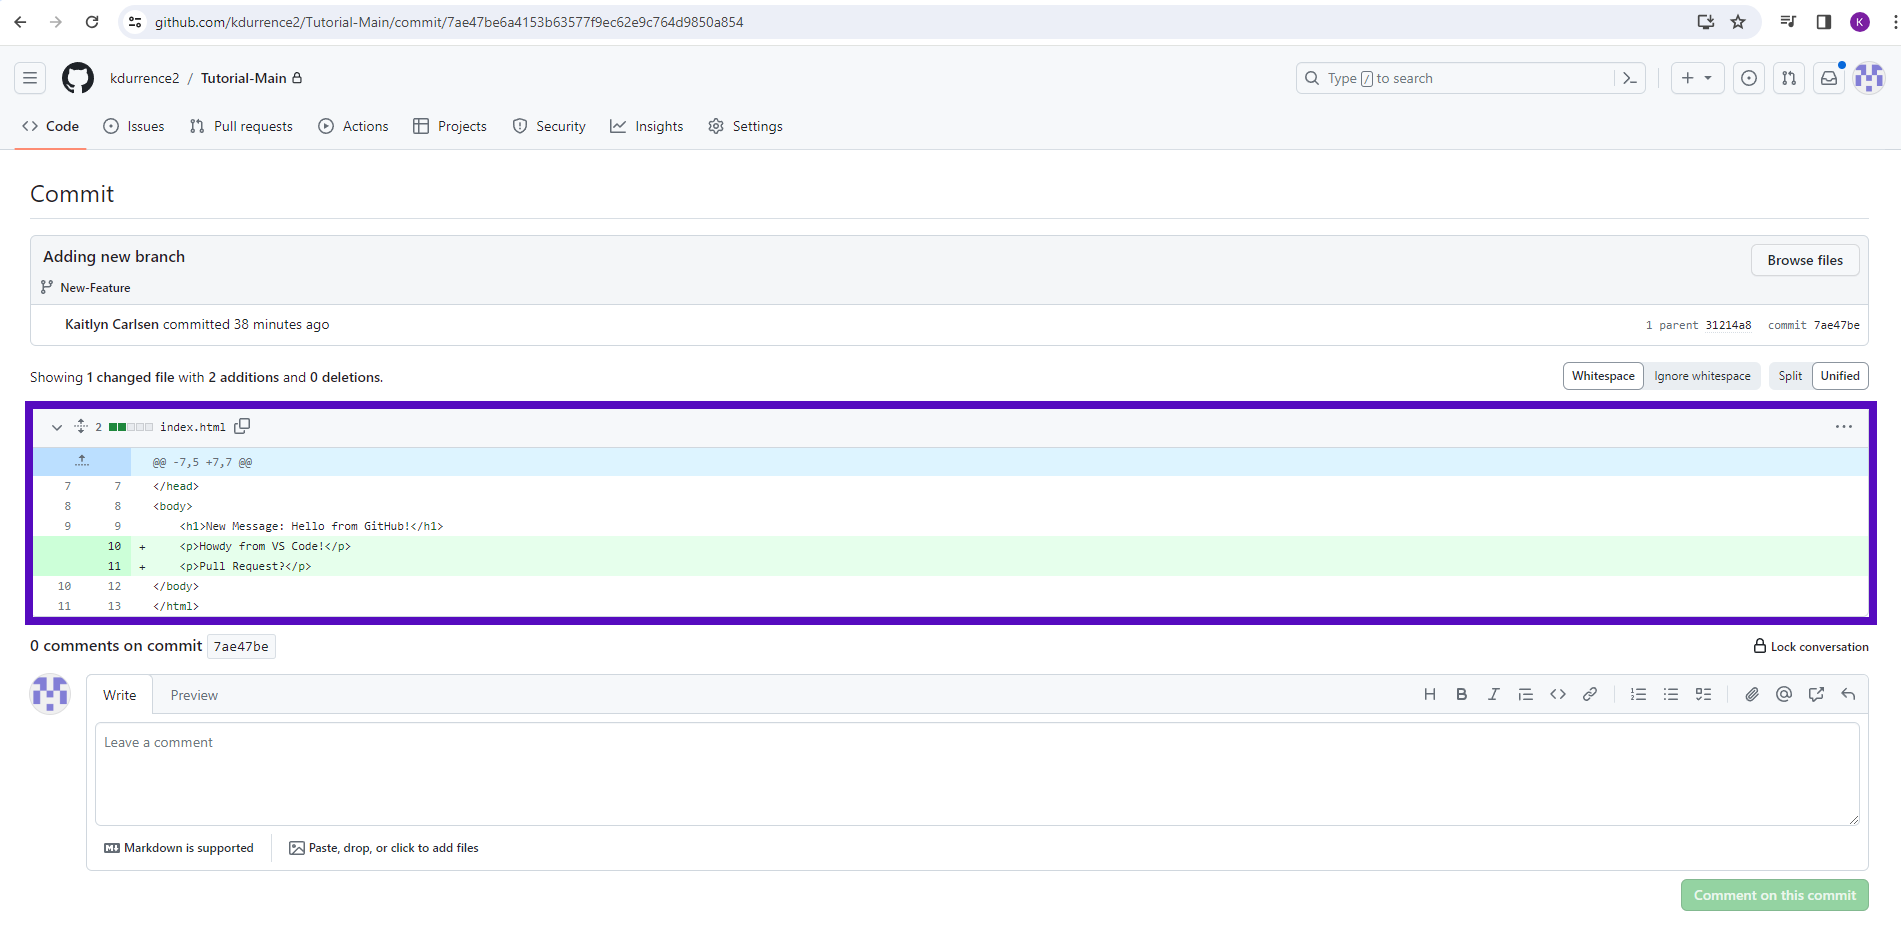 github.com/kdurrence2/Tutorial-Main/commit/7ae47be6a4153b63577f9ec62e9c764d9850a854
K
kdurrence2 / Tutorial-Main
Type / to search
Code Issues Pull requests Actions Projects Security Insights Settings
Commit
Adding new branch
Browse files
New-Feature
Kaitlyn Carlsen committed 38 minutes ago
1 parent 31214a8 commit 7ae47be
Showing 1 changed file with 2 additions and 0 deletions.
Whitespace Ignore whitespace Split Unified
2 index.html
@@ -7,5 +7,7 @@
7 7 </head>
8 8 <body>
9 9 <h1>New Message: Hello from GitHub!</h1>
10 + <p>Howdy from VS Code!</p>
11 + <p>Pull Request?</p>
10 12 </body>
11 13 </html>
0 comments on commit 7ae47be
Lock conversation
Write Preview
H B I
Leave a comment
Markdown is supported
Paste, drop, or click to add files
Comment on this commit